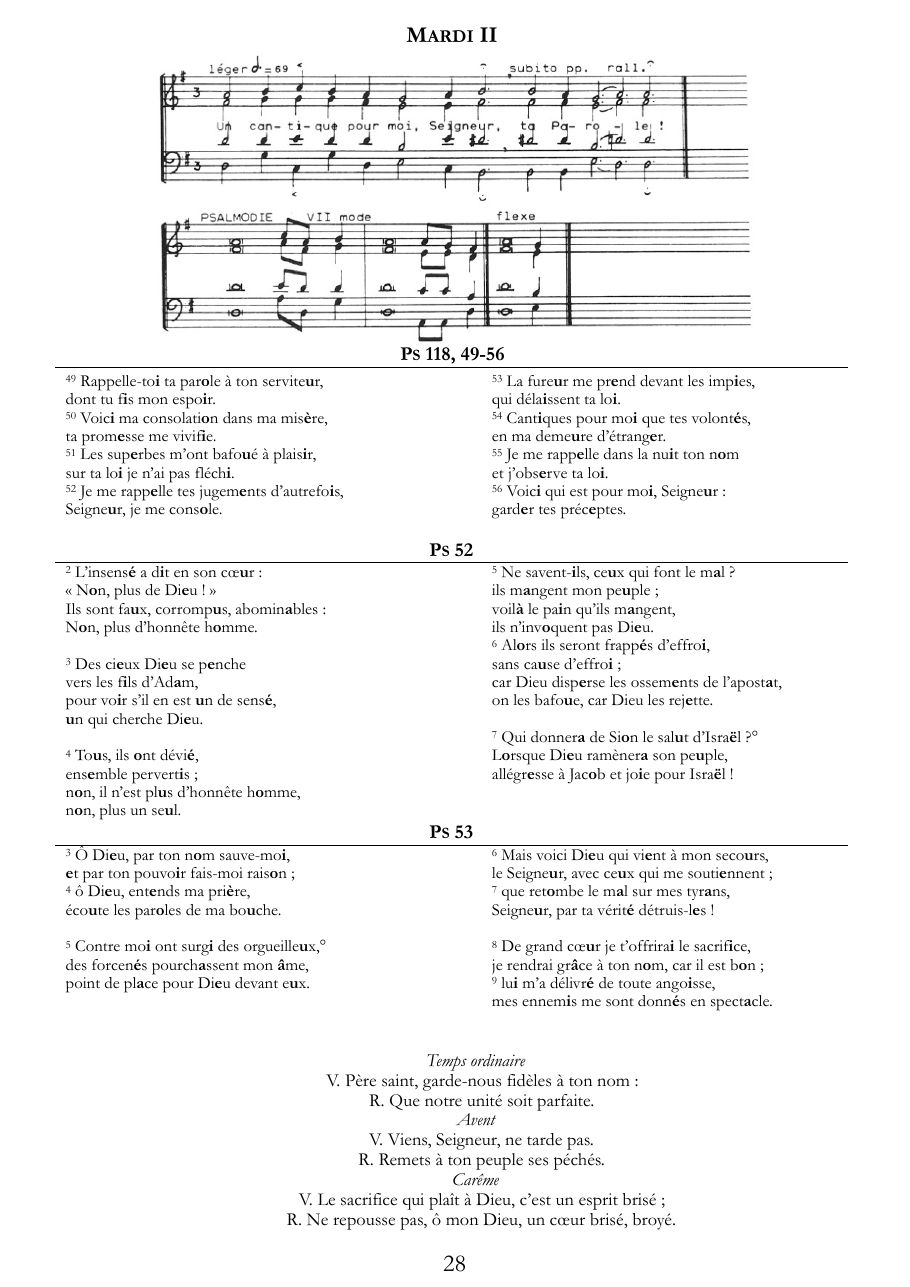 MARDI II
léger = 69 subito pp. rall.
3
Un can- ti- que pour moi, Seigneur, ta Pa- ro - le !
3
PSALMODIE VII mode flexe
PS 118, 49-56
49 Rappelle-toi ta parole à ton serviteur,
dont tu fis mon espoir.
50 Voici ma consolation dans ma misère,
ta promesse me vivifie.
51 Les superbes m’ont bafoué à plaisir,
sur ta loi je n’ai pas fléchi.
52 Je me rappelle tes jugements d’autrefois,
Seigneur, je me console.
53 La fureur me prend devant les impies,
qui délaissent ta loi.
54 Cantiques pour moi que tes volontés,
en ma demeure d’étranger.
55 Je me rappelle dans la nuit ton nom
et j’observe ta loi.
56 Voici qui est pour moi, Seigneur :
garder tes préceptes.
PS 52
2 L’insensé a dit en son cœur :
« Non, plus de Dieu ! »
Ils sont faux, corrompus, abominables :
Non, plus d’honnête homme.
3 Des cieux Dieu se penche
vers les fils d’Adam,
pour voir s’il en est un de sensé,
un qui cherche Dieu.
4 Tous, ils ont dévié,
ensemble pervertis ;
non, il n’est plus d’honnête homme,
non, plus un seul.
5 Ne savent-ils, ceux qui font le mal ?
ils mangent mon peuple ;
voilà le pain qu’ils mangent,
ils n’invoquent pas Dieu.
6 Alors ils seront frappés d’effroi,
sans cause d’effroi ;
car Dieu disperse les ossements de l’apostat,
on les bafoue, car Dieu les rejette.
7 Qui donnera de Sion le salut d’Israël ?°
Lorsque Dieu ramènera son peuple,
allégresse à Jacob et joie pour Israël !
PS 53
3 Ô Dieu, par ton nom sauve-moi,
et par ton pouvoir fais-moi raison ;
4 ô Dieu, entends ma prière,
écoute les paroles de ma bouche.
5 Contre moi ont surgi des orgueilleux,°
des forcenés pourchassent mon âme,
point de place pour Dieu devant eux.
6 Mais voici Dieu qui vient à mon secours,
le Seigneur, avec ceux qui me soutiennent ;
7 que retombe le mal sur mes tyrans,
Seigneur, par ta vérité détruis-les !
8 De grand cœur je t’offrirai le sacrifice,
je rendrai grâce à ton nom, car il est bon ;
9 lui m’a délivré de toute angoisse,
mes ennemis me sont donnés en spectacle.
Temps ordinaire
V. Père saint, garde-nous fidèles à ton nom :
R. Que notre unité soit parfaite.
Avent
V. Viens, Seigneur, ne tarde pas.
R. Remets à ton peuple ses péchés.
Carême
V. Le sacrifice qui plaît à Dieu, c’est un esprit brisé ;
R. Ne repousse pas, ô mon Dieu, un cœur brisé, broyé.
28